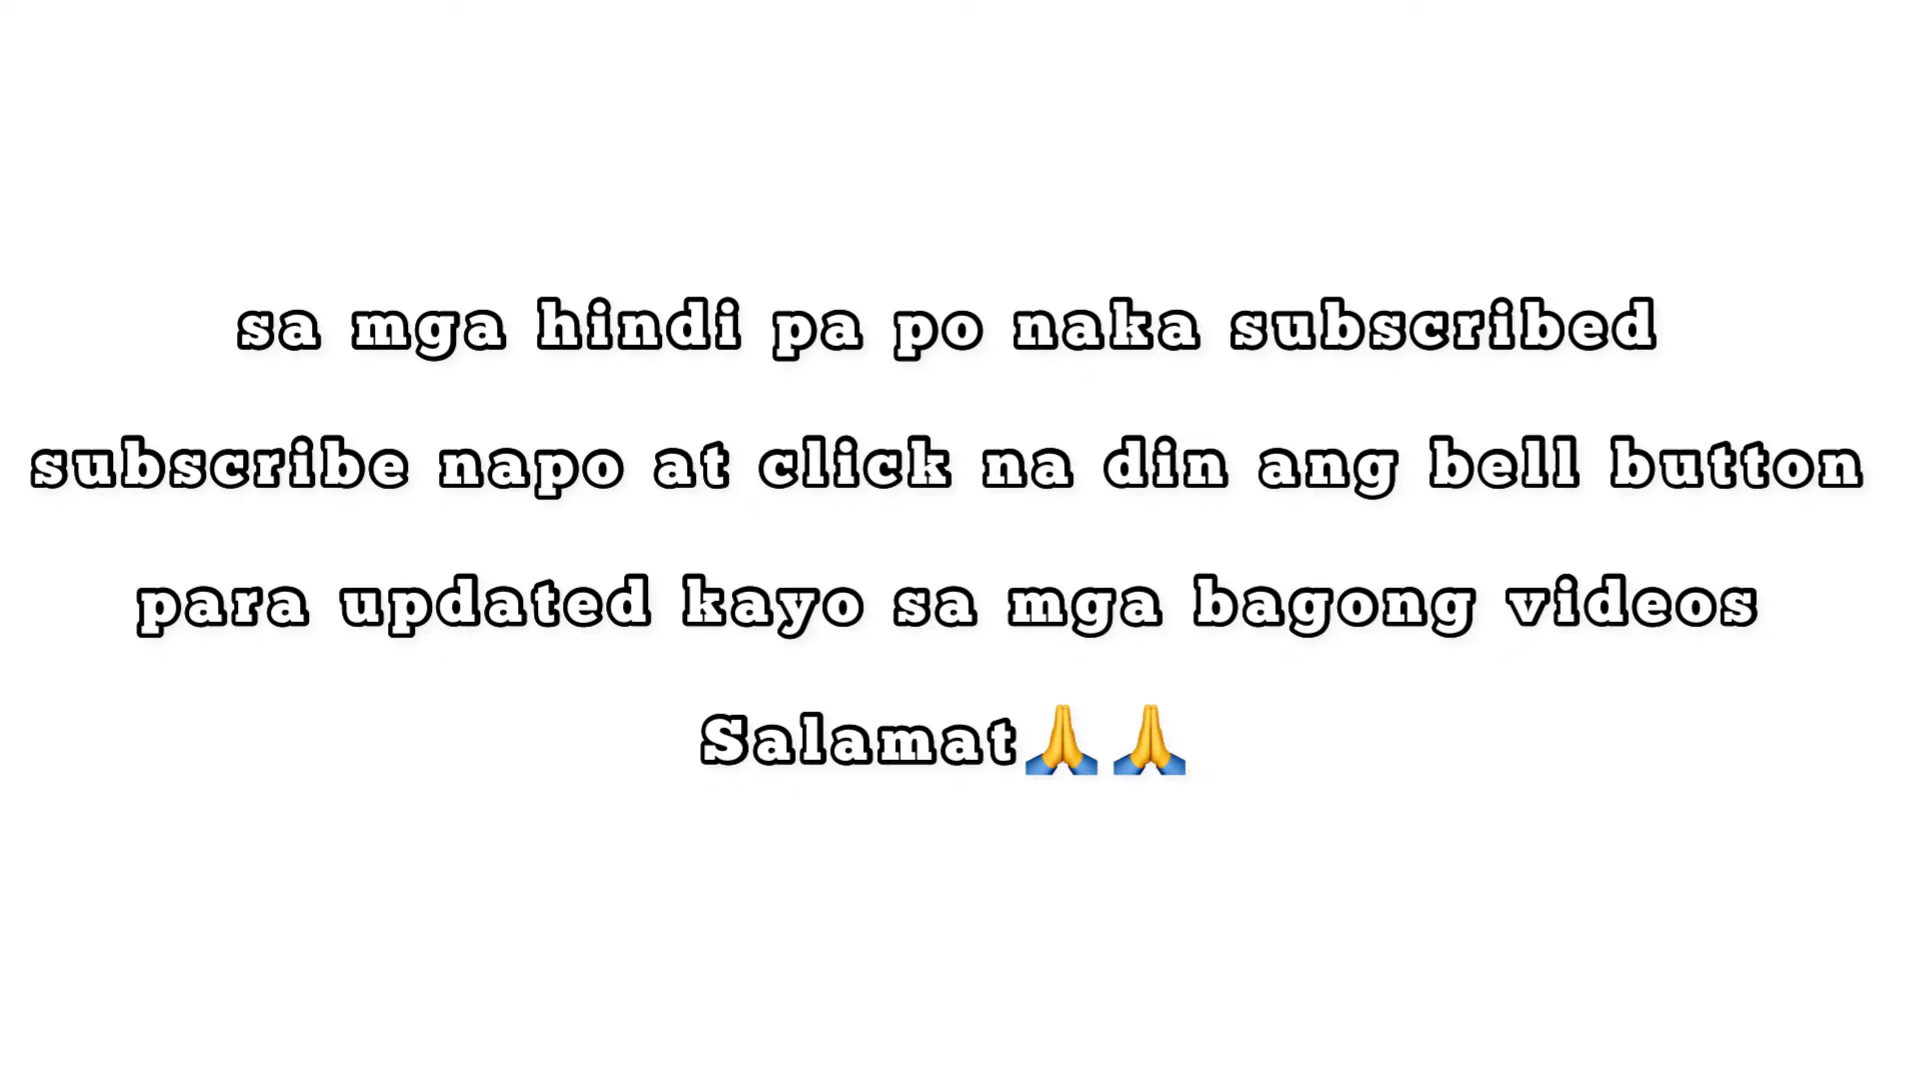 sa mga hindi pa po naka subscribed
subscribe napo at click na din ang bell button
para updated kayo sa mga bagong videos
Salamat🙏🙏